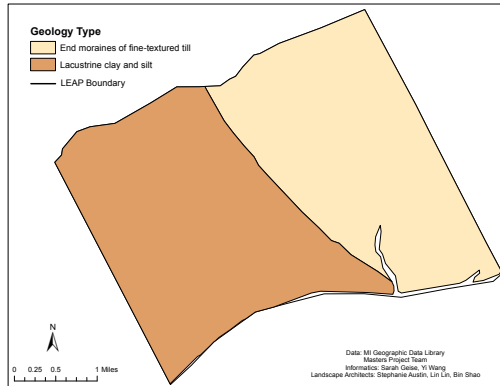 Geology Type
End moraines of fine-textured till
Lacustrine clay and silt
LEAP Boundary
N
0 0.25 0.5 1 Miles
Data: MI Geographic Data Library
Masters Project Team
Informatics: Sarah Geise, Yi Wang
Landscape Architects: Stephanie Austin, Lin Lin, Bin Shao